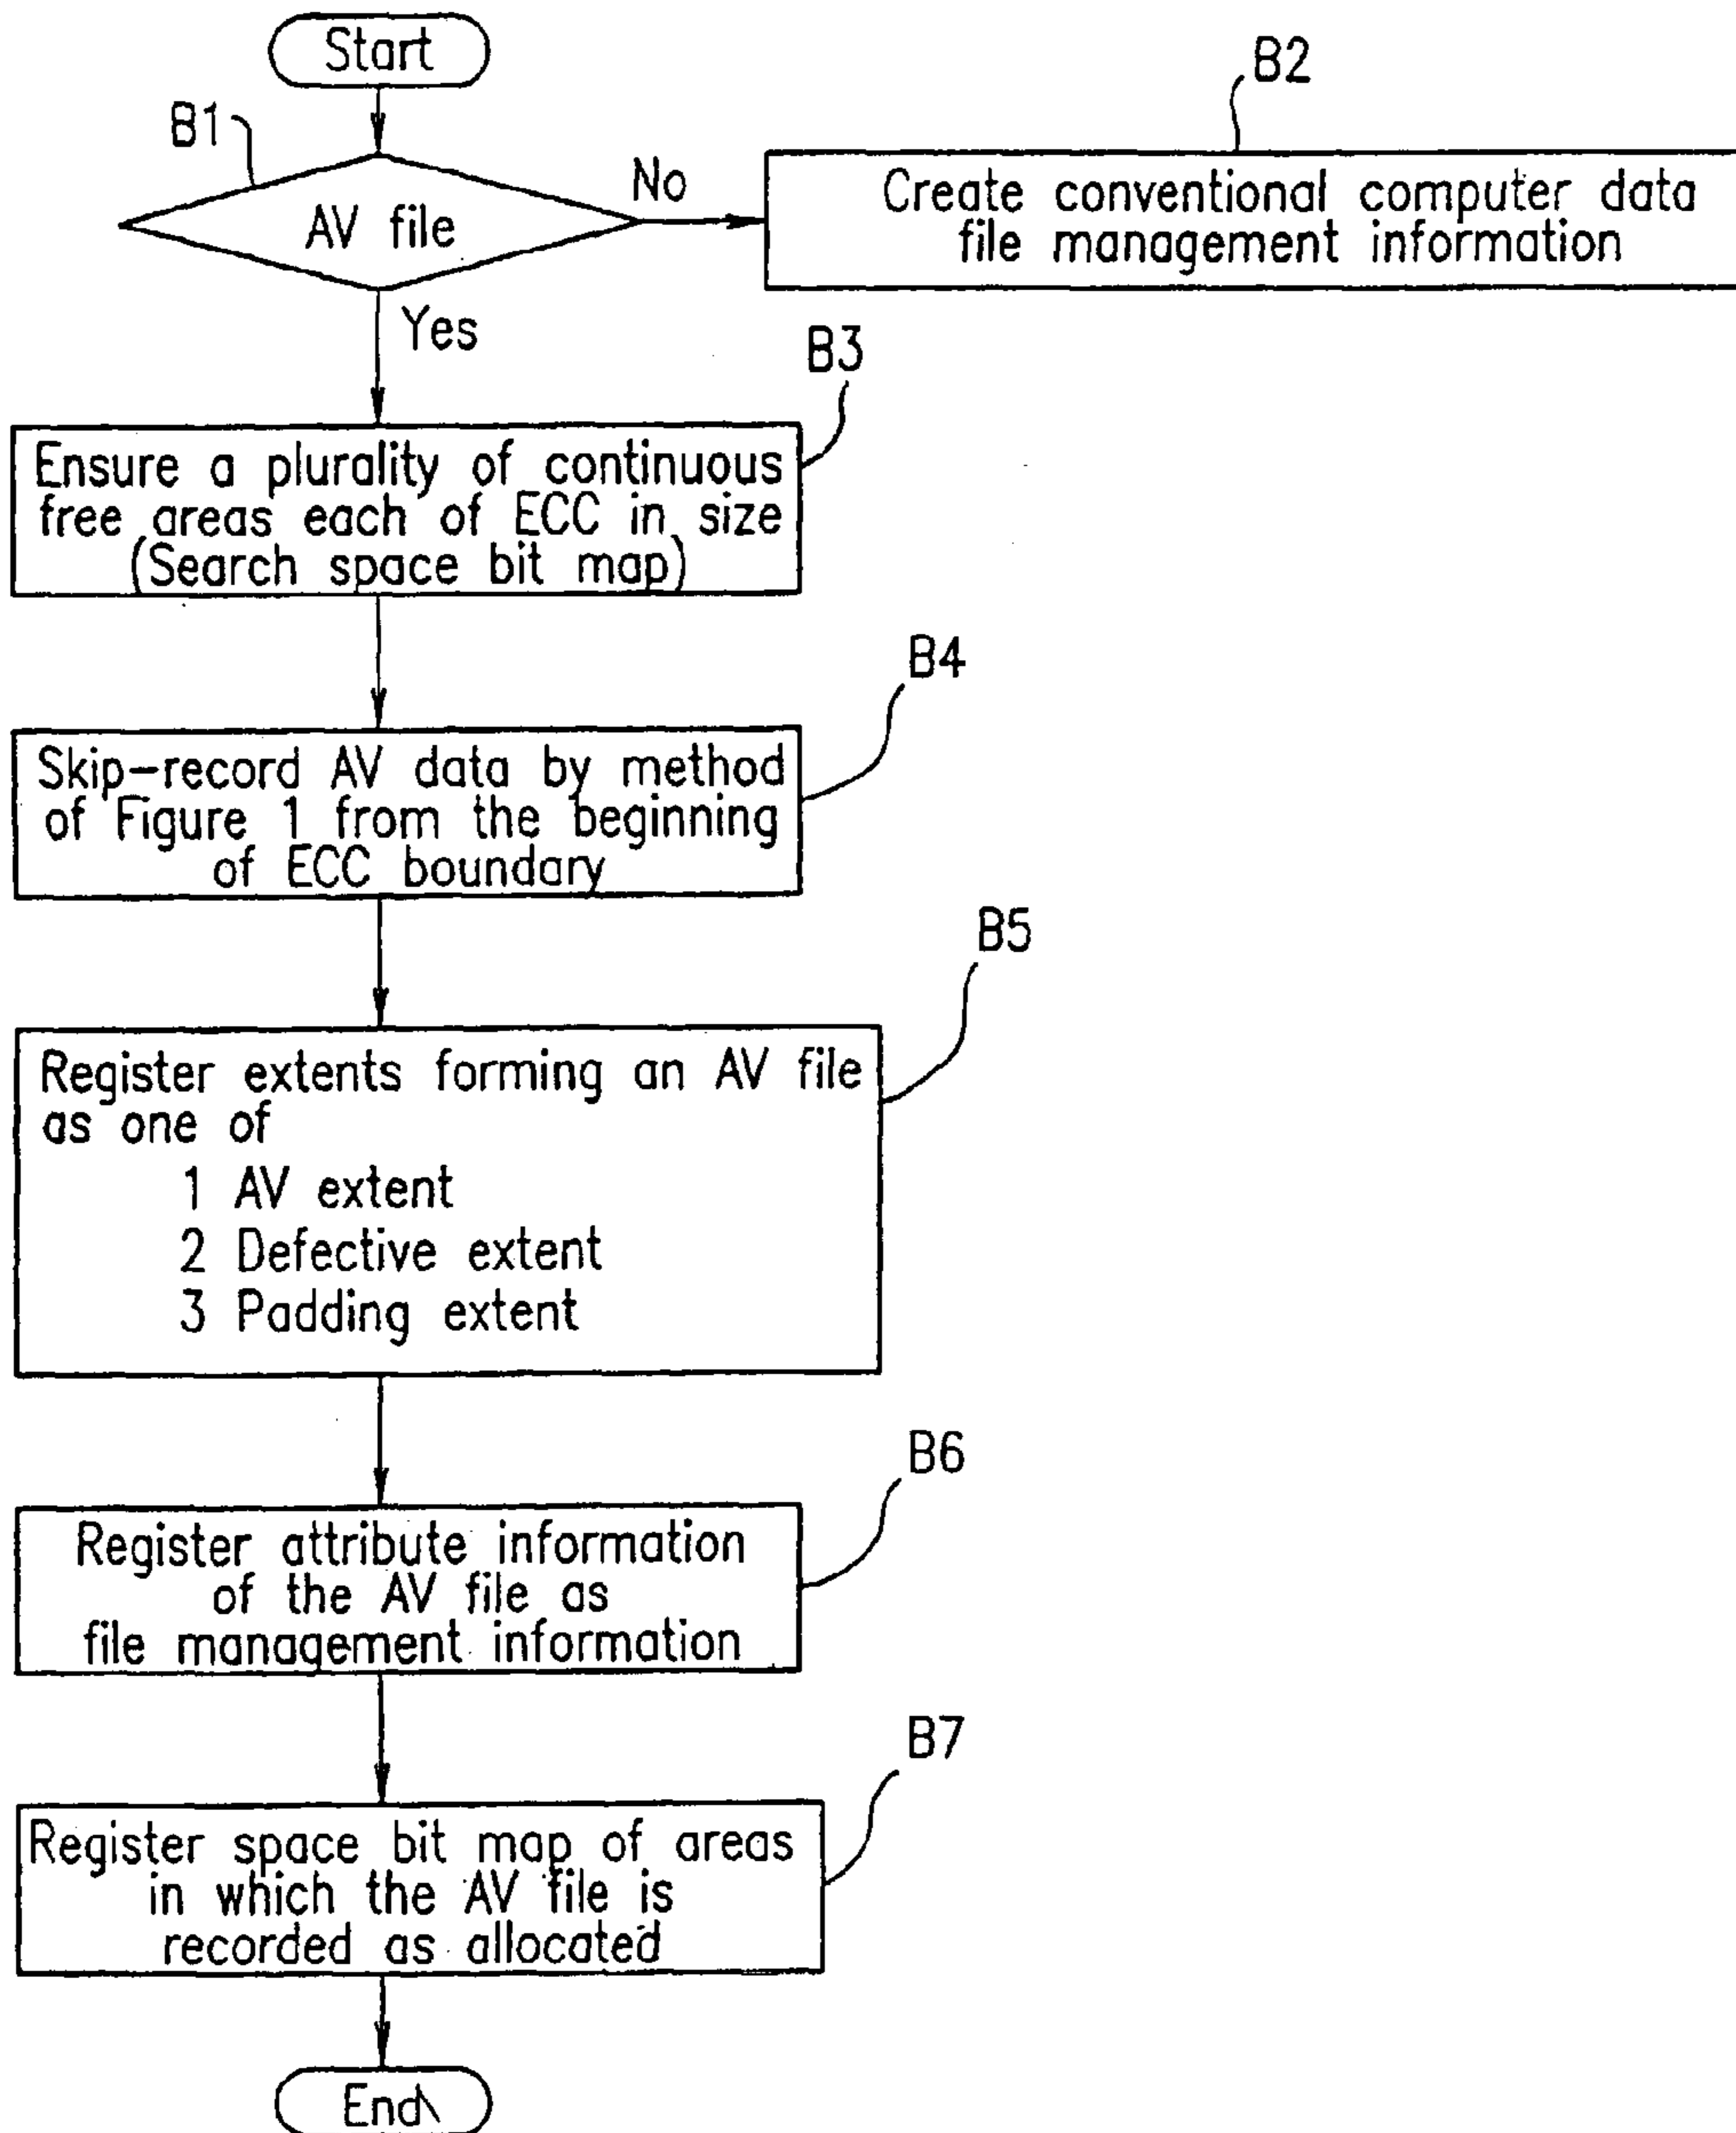 Start
B1
AV file
No
B2
Create conventional computer data
file management information
Yes
B3
Ensure a plurality of continuous
free areas each of ECC in size
(Search space bit map)
B4
Skip-record AV data by method
of Figure 1 from the beginning
of ECC boundary
B5
Register extents forming an AV file
as one of
1 AV extent
2 Defective extent
3 Padding extent
B6
Register attribute information
of the AV file as
file management information
B7
Register space bit map of areas
in which the AV file is
recorded as allocated
End